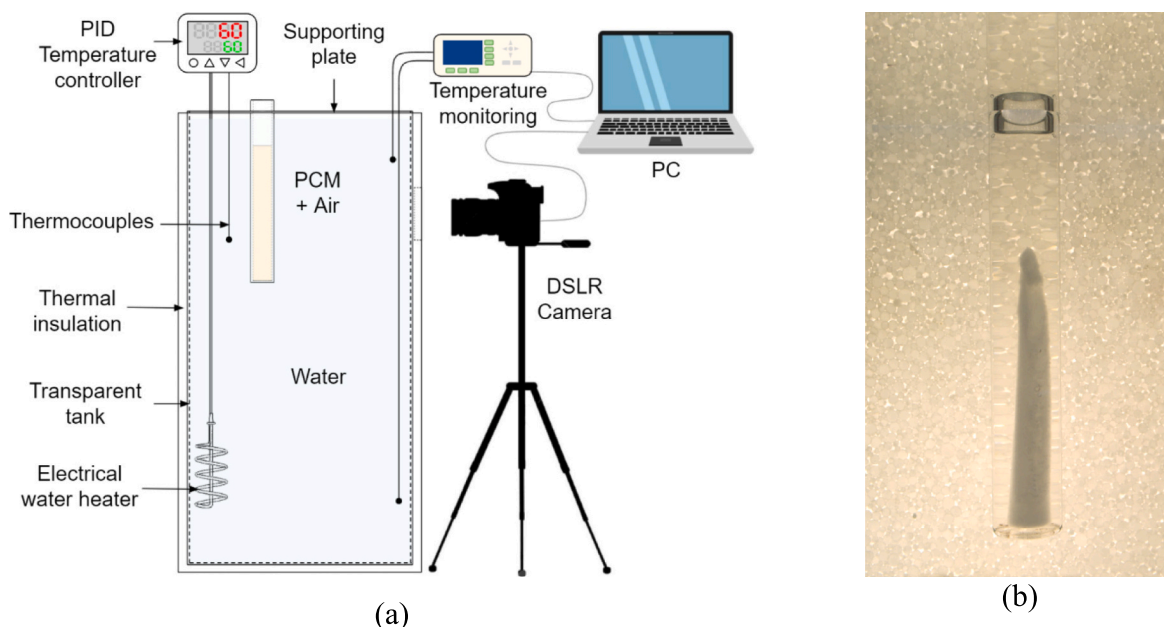 PID
Temperature
controller
60
60
Supporting
plate
Temperature
monitoring
PC
PCM
+ Air
Thermocouples
DSLR
Camera
Thermal
insulation
Water
Transparent
tank
Electrical
water heater
(a)
(b)